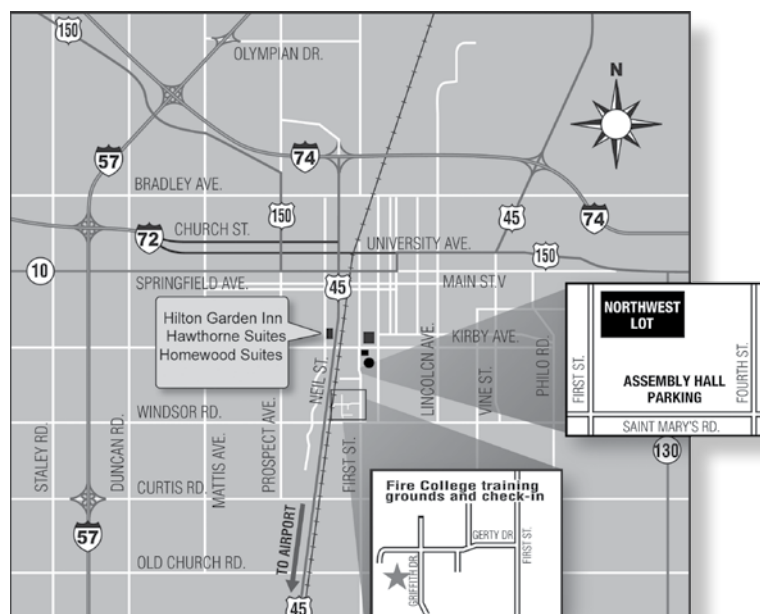 150
OLYMPIAN DR.
N
57
74
BRADLEY AVE.
150
45
74
CHURCH ST.
72
UNIVERSITY AVE.
150
10
SPRINGFIELD AVE.
45
MAIN ST.V
NORTHWEST
LOT
Hilton Garden Inn
Hawthorne Suites
Homewood Suites
KIRBY AVE.
FIRST ST.
ASSEMBLY HALL
PARKING
FOURTH ST.
SAINT MARY'S RD.
NEIL ST.
LINCOLCN AVE.
VINE ST.
PHILO RD.
WINDSOR RD.
STALEY RD.
DUNCAN RD.
MATTIS AVE.
PROSPECT AVE.
FIRST ST.
130
CURTIS RD.
Fire College training
grounds and check-in
57
TO AIRPORT
GERTY DR.
FIRST ST.
OLD CHURCH RD.
GRIFFITH DR.
45